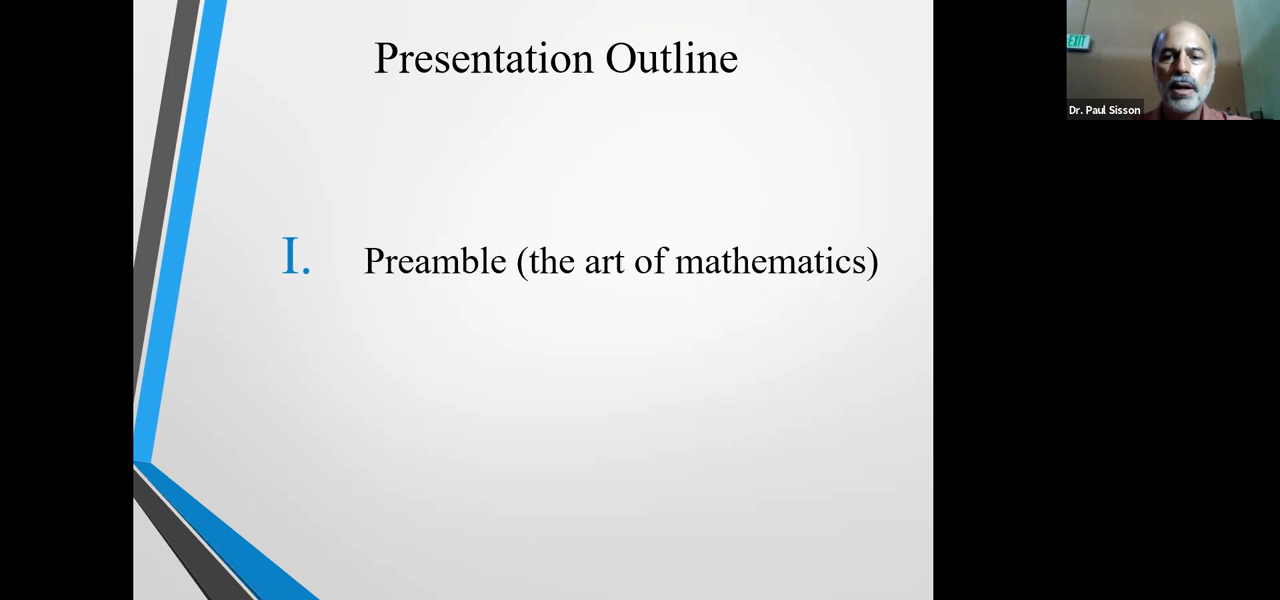 Presentation Outline
I. Preamble (the art of mathematics)
EXIT
Dr. Paul Sisson